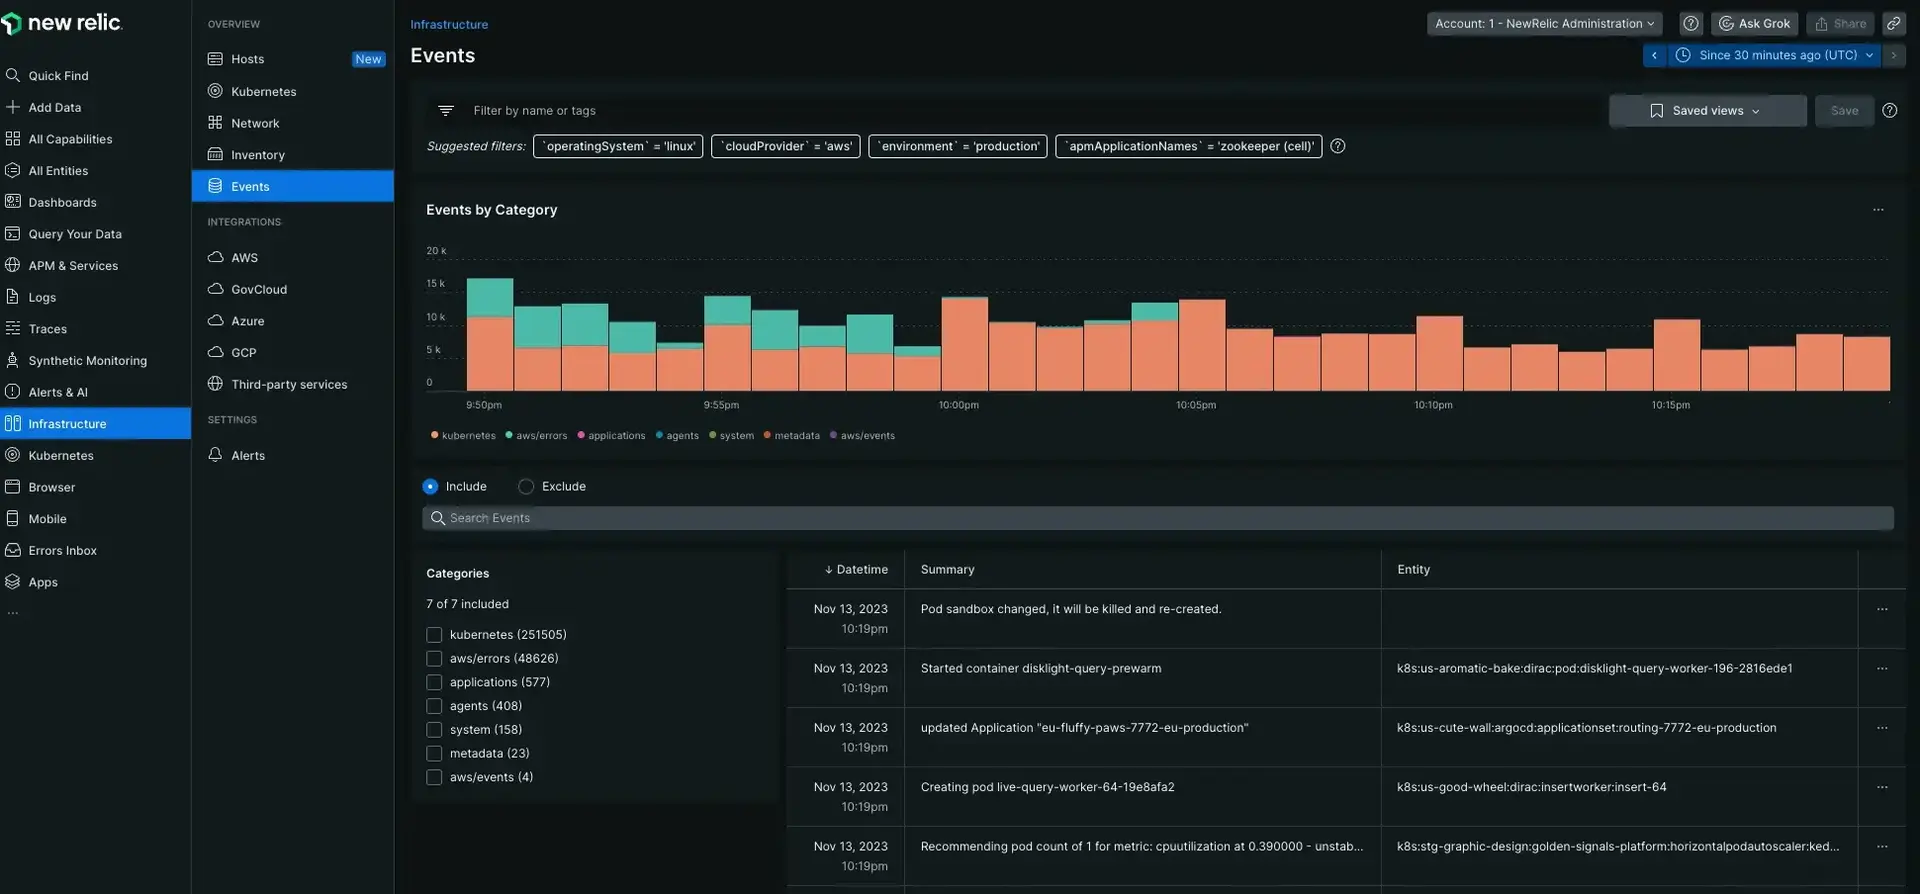 new relic
Quick Find
Add Data
All Capabilities
All Entities
Dashboards
Query Your Data
APM & Services
Logs
Traces
Synthetic Monitoring
Alerts & AI
Infrastructure
Kubernetes
Browser
Mobile
Errors Inbox
Apps
...
OVERVIEW
Hosts New
Kubernetes
Network
Inventory
Events
INTEGRATIONS
AWS
GovCloud
Azure
GCP
Third-party services
SETTINGS
Alerts
Infrastructure
Account: 1 - NewRelic Administration
Ask Grok
Share
Events
Since 30 minutes ago (UTC)
Filter by name or tags
Saved views
Save
Suggested filters: `operatingSystem` = 'linux' `cloudProvider` = 'aws' `environment` = 'production' `apmApplicationNames` = 'zookeeper (cell)'
Events by Category
...
20 k
15 k
10 k
5 k
0
9:50pm 9:55pm 10:00pm 10:05pm 10:10pm 10:15pm
kubernetes aws/errors applications agents system metadata aws/events
Include Exclude
Search Events
Categories
7 of 7 included
kubernetes (251505)
aws/errors (48626)
applications (577)
agents (408)
system (158)
metadata (23)
aws/events (4)
↓ Datetime Summary Entity
Nov 13, 2023 Pod sandbox changed, it will be killed and re-created. ...
10:19pm
Nov 13, 2023 Started container disklight-query-prewarm k8s:us-aromatic-bake:dirac:pod:disklight-query-worker-196-2816ede1 ...
10:19pm
Nov 13, 2023 updated Application "eu-fluffy-paws-7772-eu-production" k8s:us-cute-wall:argocd:applicationset:routing-7772-eu-production ...
10:19pm
Nov 13, 2023 Creating pod live-query-worker-64-19e8afa2 k8s:us-good-wheel:dirac:insertworker:insert-64 ...
10:19pm
Nov 13, 2023 Recommending pod count of 1 for metric: cpuutilization at 0.390000 - unstab... k8s:stg-graphic-design:golden-signals-platform:horizontalpodautoscaler:ked... ...
10:19pm